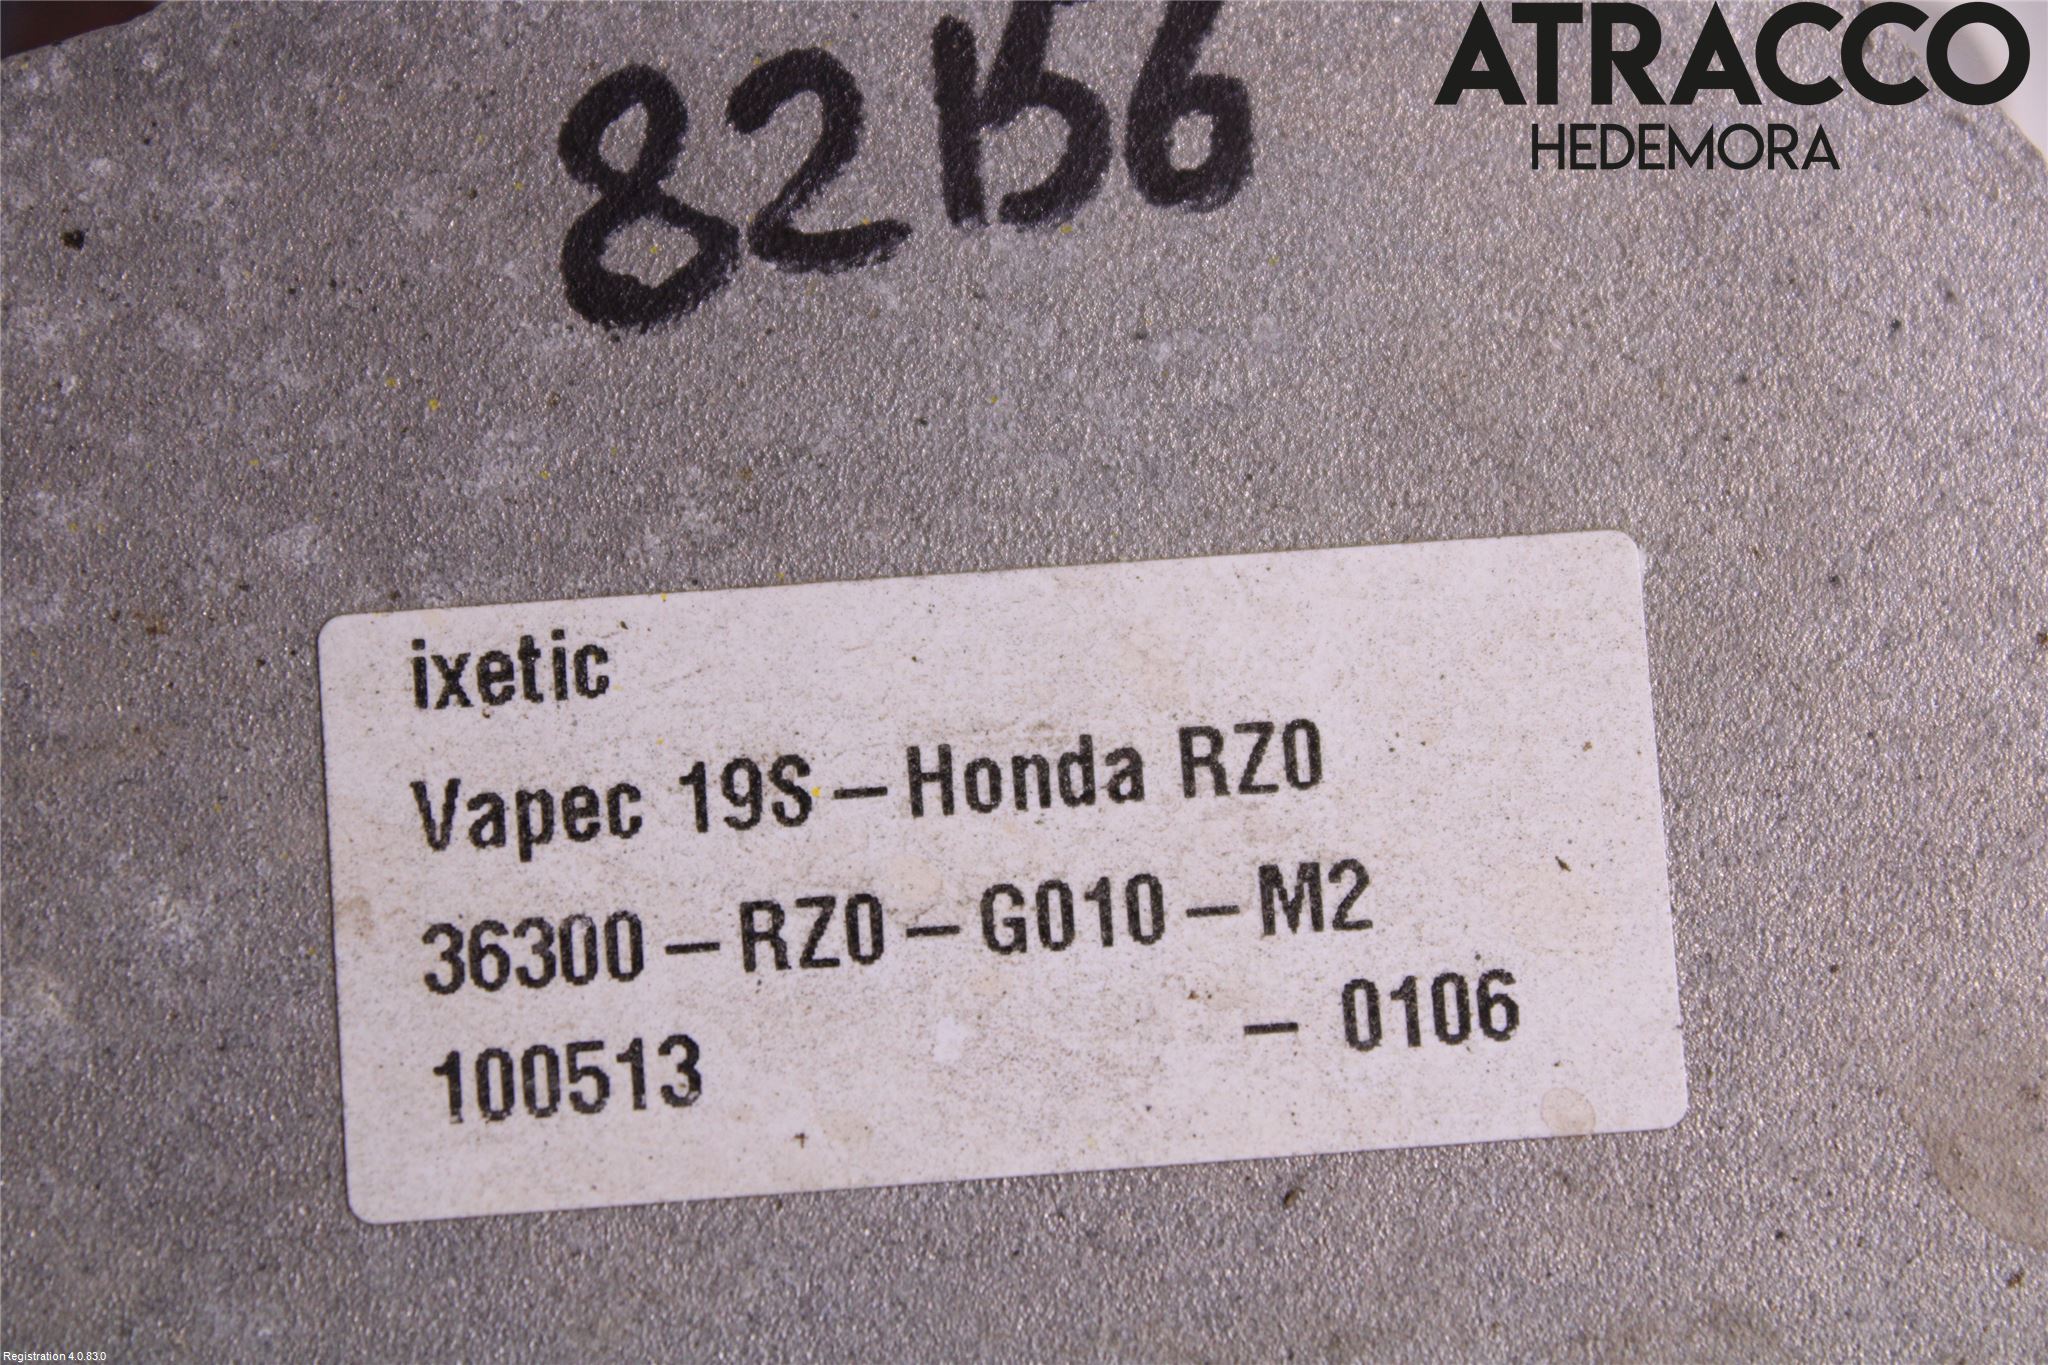 82156
ATRACCO
HEDEMORA
ixetic
Vapec 19S-Honda RZ0
36300-RZ0-G010-M2
100513 - 0106
Registration 4.0.83.0